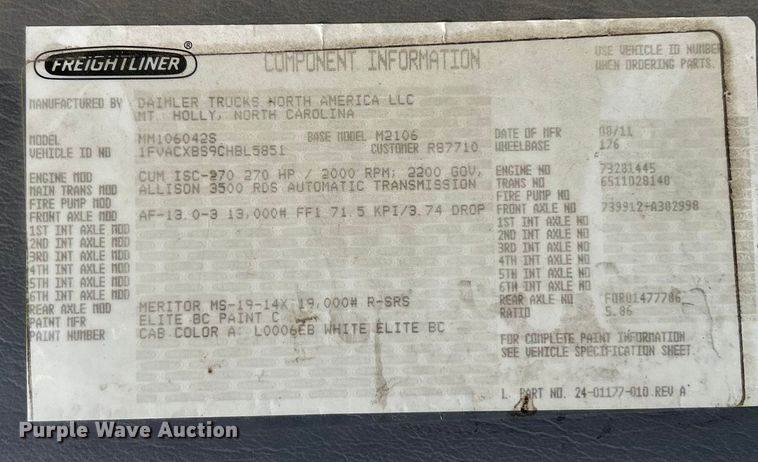 FREIGHTLINER ®
COMPONENT INFORMATION
USE VEHICLE ID NUMBER
WHEN ORDERING PARTS.
MANUFACTURED BY DAIMLER TRUCKS NORTH AMERICA LLC
MT. HOLLY, NORTH CAROLINA
MODEL MM106042S BASE MODEL M2106 DATE OF MFR 08/11
VEHICLE ID NO 1FVACXBS9CHBL5851 CUSTOMER R87710 WHEELBASE 176
ENGINE MOD CUM ISC-270 270 HP / 2000 RPM; 2200 GOV, ENGINE NO 73281445
MAIN TRANS MOD ALLISON 3500 RDS AUTOMATIC TRANSMISSION TRANS NO 6511028140
FIRE PUMP MOD FIRE PUMP NO
FRONT AXLE MOD AF-13.0-3 13,000# FF1 71.5 KPI/3.74 DROP FRONT AXLE NO 739912-A302998
1ST INT AXLE MOD 1ST INT AXLE NO
2ND INT AXLE MOD 2ND INT AXLE NO
3RD INT AXLE MOD 3RD INT AXLE NO
4TH INT AXLE MOD 4TH INT AXLE NO
5TH INT AXLE MOD 5TH INT AXLE NO
6TH INT AXLE MOD 6TH INT AXLE NO
REAR AXLE MOD MERITOR MS-19-14X 19,000# R-SRS REAR AXLE NO
PAINT MFR ELITE BC PAINT C RATIO 5.86
PAINT NUMBER CAB COLOR A: L0006EB WHITE ELITE BC
FOR COMPLETE PAINT INFORMATION
SEE VEHICLE SPECIFICATION SHEET.
PART NO. 24-01177-010 REV A
Purple Wave Auction